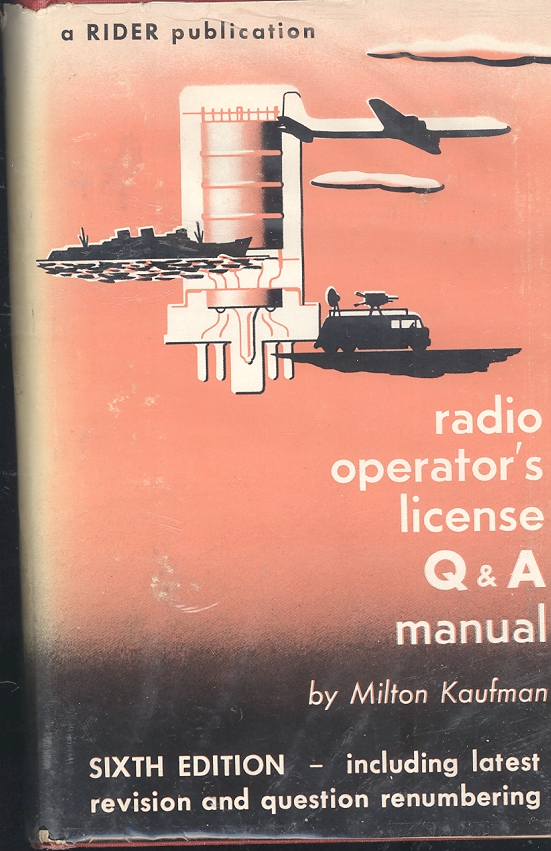 a RIDER publication
radio
operator's
license
Q & A
manual
by Milton Kaufman
SIXTH EDITION – including latest
revision and question renumbering